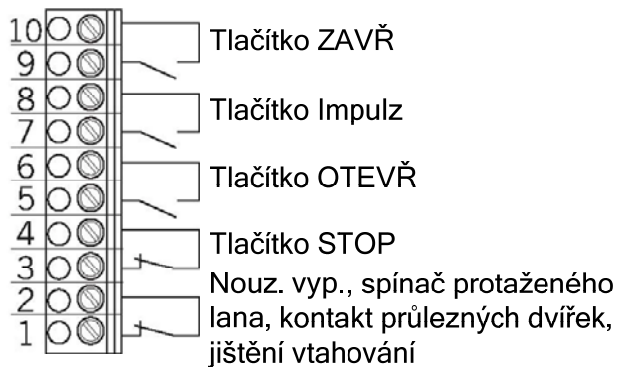 10
Tlačítko ZAVŘ
9
8
Tlačítko Impulz
7
6
Tlačítko OTEVŘ
5
4
Tlačítko STOP
3
Nouz. vyp., spínač protaženého
2
lana, kontakt průlezných dvířek,
1
jištění vtahování